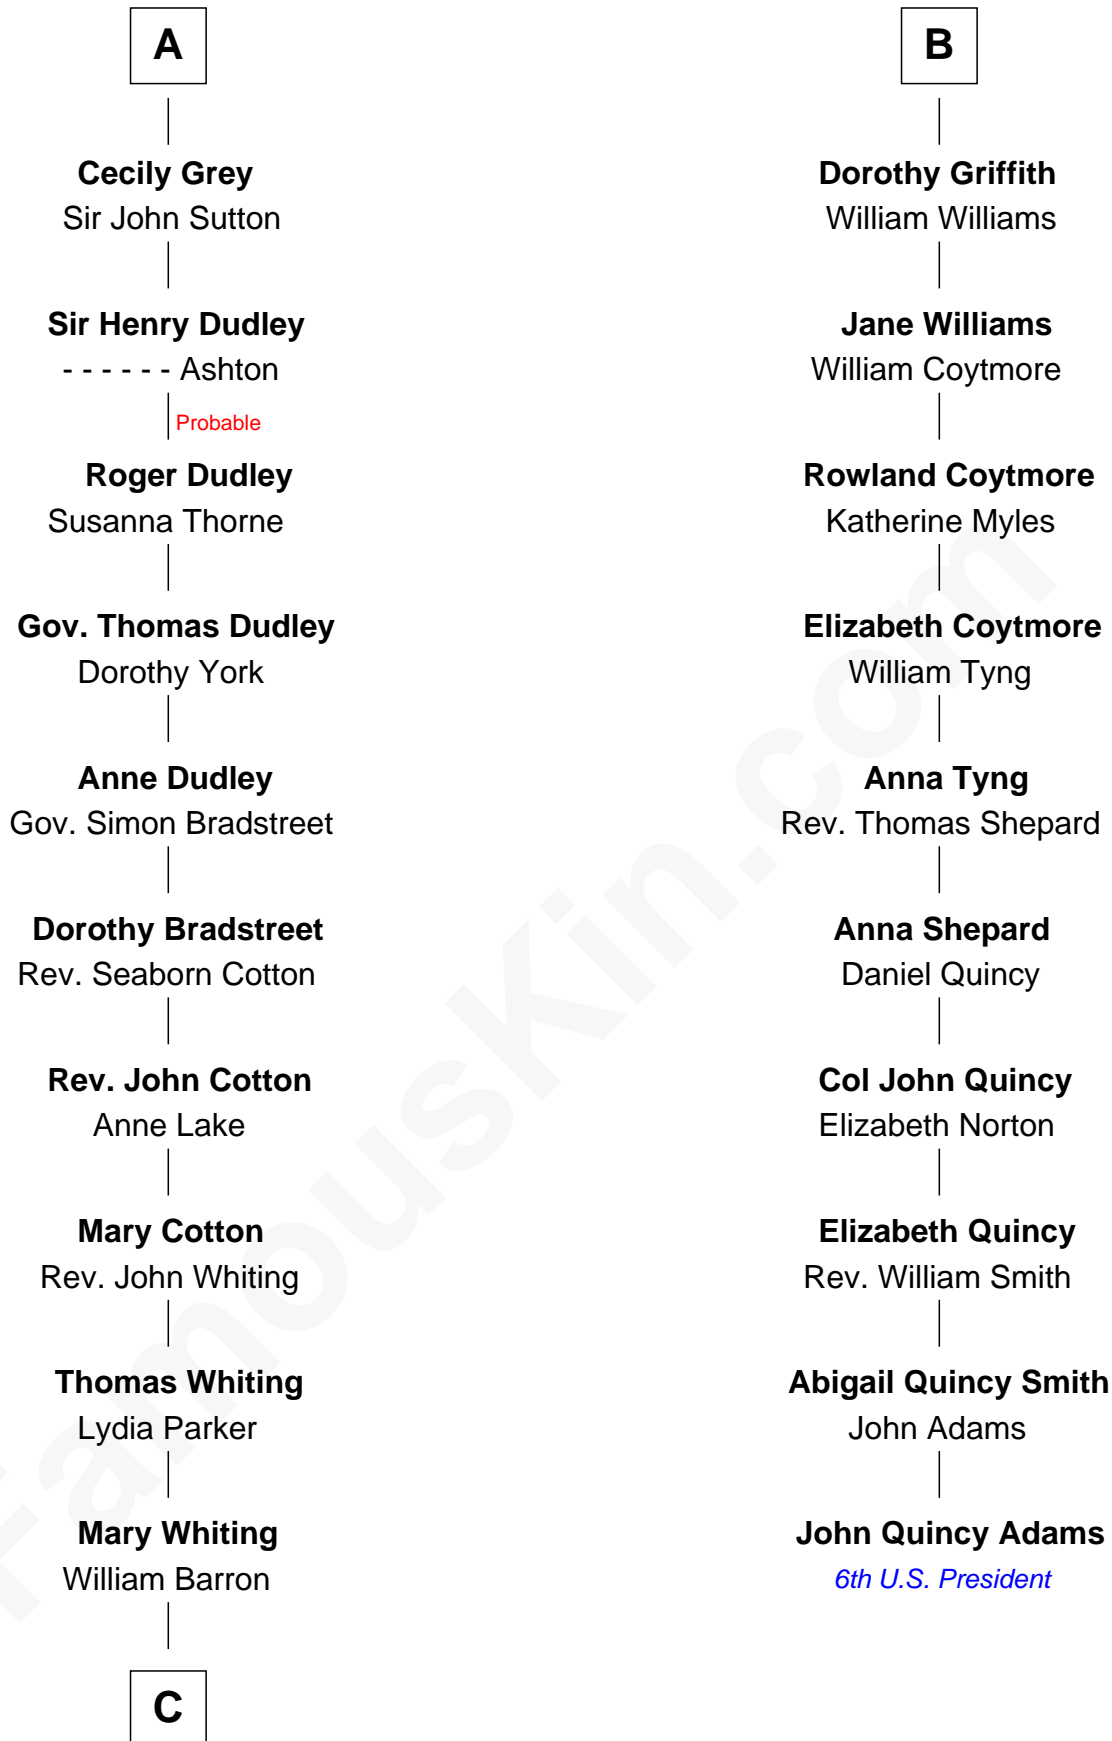 A
Cecily Grey
Sir John Sutton
Sir Henry Dudley
- - - - - - Ashton
Probable
Roger Dudley
Susanna Thorne
Gov. Thomas Dudley
Dorothy York
Anne Dudley
Gov. Simon Bradstreet
Dorothy Bradstreet
Rev. Seaborn Cotton
Rev. John Cotton
Anne Lake
Mary Cotton
Rev. John Whiting
Thomas Whiting
Lydia Parker
Mary Whiting
William Barron
C
B
Dorothy Griffith
William Williams
Jane Williams
William Coytmore
Rowland Coytmore
Katherine Myles
Elizabeth Coytmore
William Tyng
Anna Tyng
Rev. Thomas Shepard
Anna Shepard
Daniel Quincy
Col John Quincy
Elizabeth Norton
Elizabeth Quincy
Rev. William Smith
Abigail Quincy Smith
John Adams
John Quincy Adams
6th U.S. President
FamousKin.com